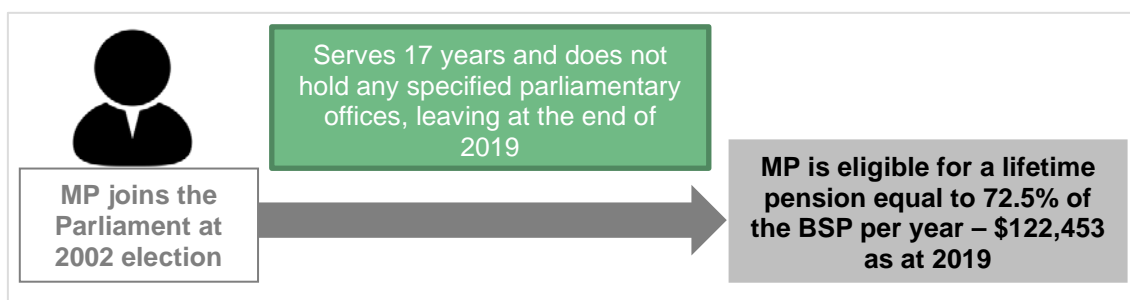 Serves 17 years and does not
hold any specified parliamentary
offices, leaving at the end of
2019
MP joins the
Parliament at
2002 election
MP is eligible for a lifetime
pension equal to 72.5% of
the BSP per year – $122,453
as at 2019